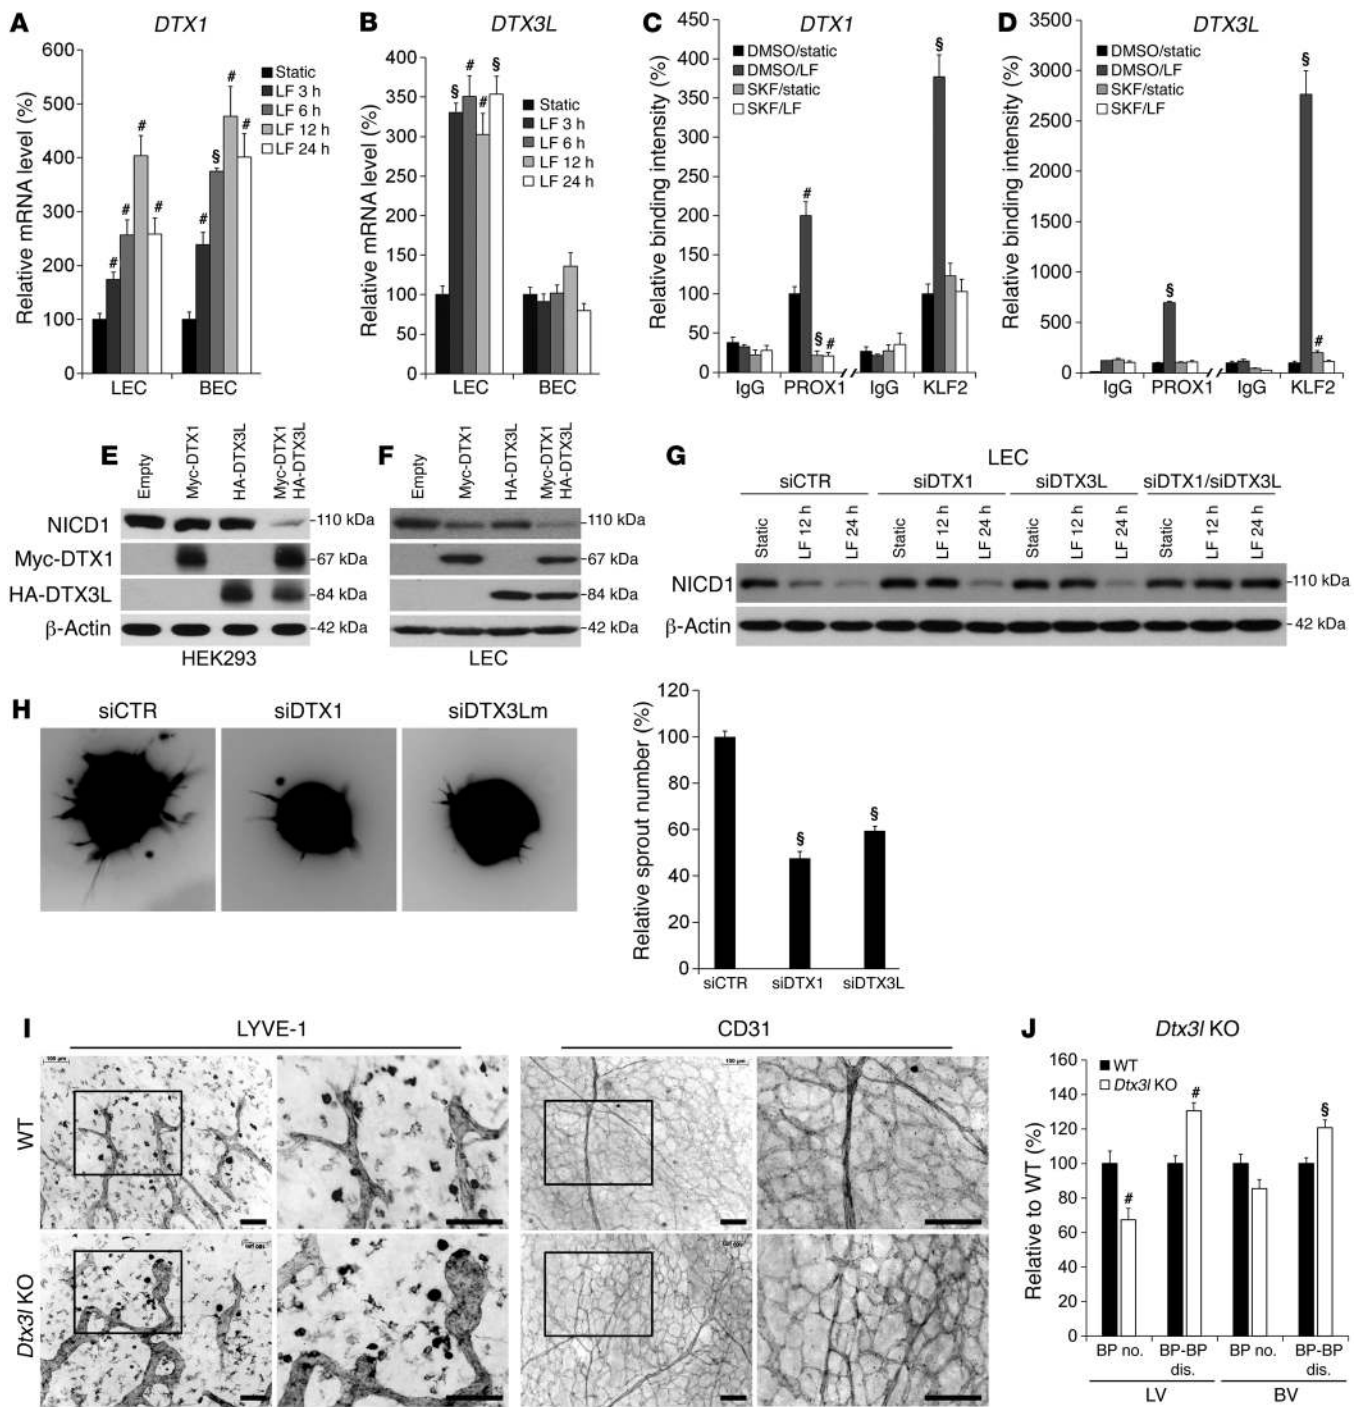 A
DTX1
Relative mRNA level (%)
600
500
400
300
200
100
0
Static
LF 3 h
LF 6 h
LF 12 h
LF 24 h
# # # #
# § # #
LEC BEC
B
DTX3L
Relative mRNA level (%)
400
350
300
250
200
150
100
50
0
Static
LF 3 h
LF 6 h
LF 12 h
LF 24 h
§ # # §
LEC BEC
C
DTX1
Relative binding intensity (%)
450
400
350
300
250
200
150
100
50
0
DMSO/static
DMSO/LF
SKF/static
SKF/LF
# § # §
IgG PROX1 IgG KLF2
D
DTX3L
Relative binding intensity (%)
3500
3000
2500
2000
1500
1000
500
0
DMSO/static
DMSO/LF
SKF/static
SKF/LF
§ § #
IgG PROX1 IgG KLF2
E
Empty
Myc-DTX1
HA-DTX3L
Myc-DTX1
HA-DTX3L
NICD1 110 kDa
Myc-DTX1 67 kDa
HA-DTX3L 84 kDa
β-Actin 42 kDa
HEK293
F
Empty
Myc-DTX1
HA-DTX3L
Myc-DTX1
HA-DTX3L
110 kDa
67 kDa
84 kDa
42 kDa
LEC
G
LEC
siCTR siDTX1 siDTX3L siDTX1/siDTX3L
Static LF 12 h LF 24 h Static LF 12 h LF 24 h Static LF 12 h LF 24 h Static LF 12 h LF 24 h
NICD1 110 kDa
β-Actin 42 kDa
H
siCTR siDTX1 siDTX3Lm
Relative sprout number (%)
120
100
80
60
40
20
0
§ §
siCTR siDTX1 siDTX3L
I
LYVE-1 CD31
WT
Dtx3l KO
100 µm
100 µm
J
Dtx3l KO
Relative to WT (%)
160
140
120
100
80
60
40
20
0
WT
Dtx3l KO
# # §
BP no. BP-BP dis. BP no. BP-BP dis.
LV BV